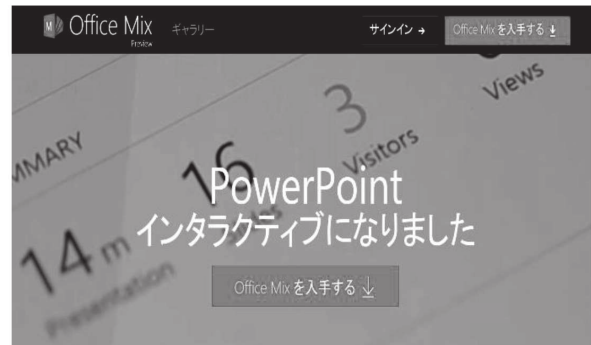 Office Mix
Preview
ギャラリー
サインイン →
Office Mix を入手する ↓
Views
3
Visitors
SUMMARY
16
Slides
14 m
Presentation
PowerPoint
インタラクティブになりました
Office Mix を入手する ↓